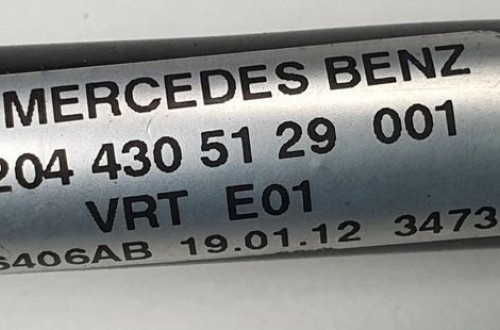 MERCEDES BENZ
204 430 51 29 001
VRT E01
6406AB 19.01.12 3473